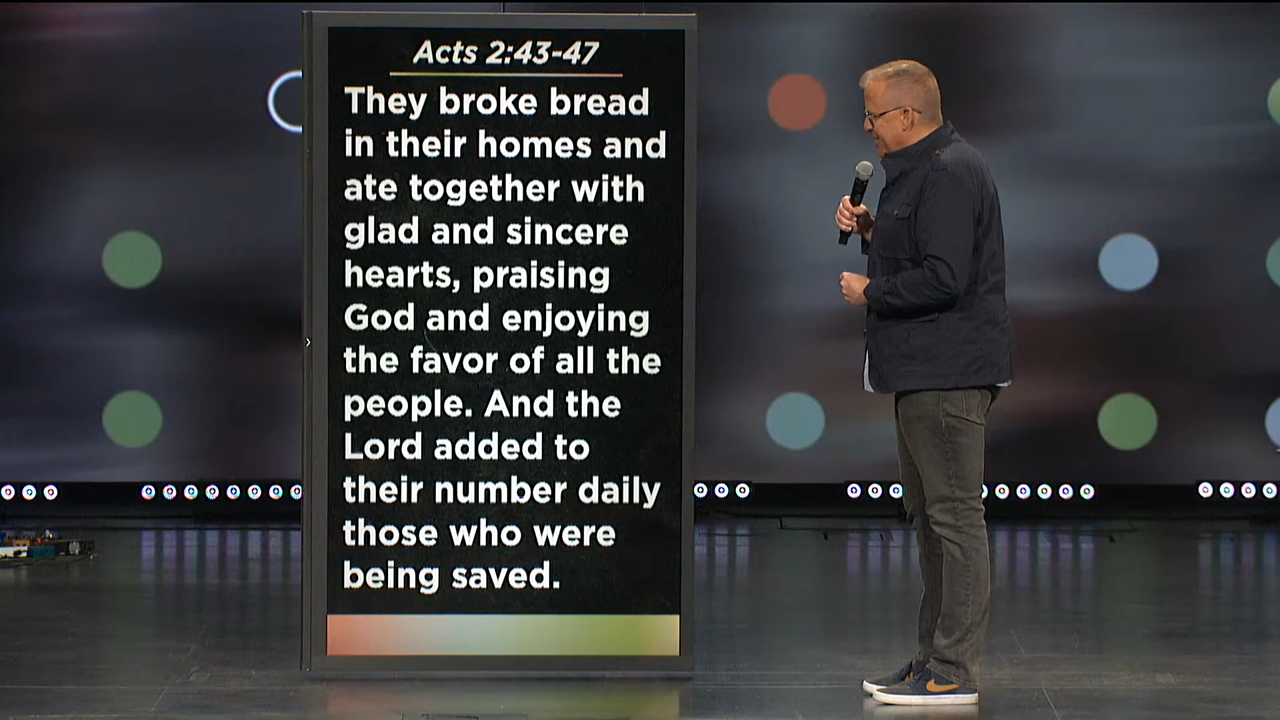 Acts 2:43-47
They broke bread
in their homes and
ate together with
glad and sincere
hearts, praising
God and enjoying
the favor of all the
people. And the
Lord added to
their number daily
those who were
being saved.